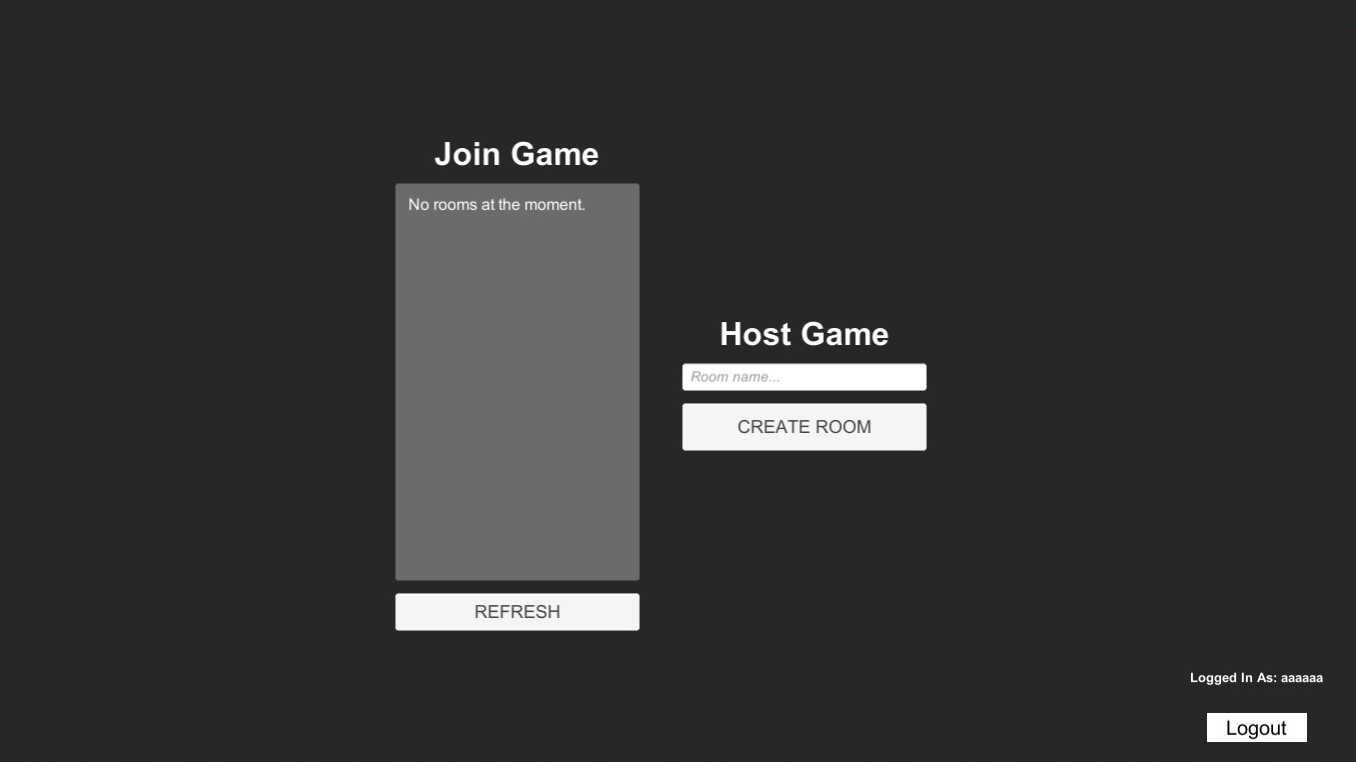 Join Game
No rooms at the moment.
REFRESH
Host Game
Room name...
CREATE ROOM
Logged In As: aaaaaa
Logout